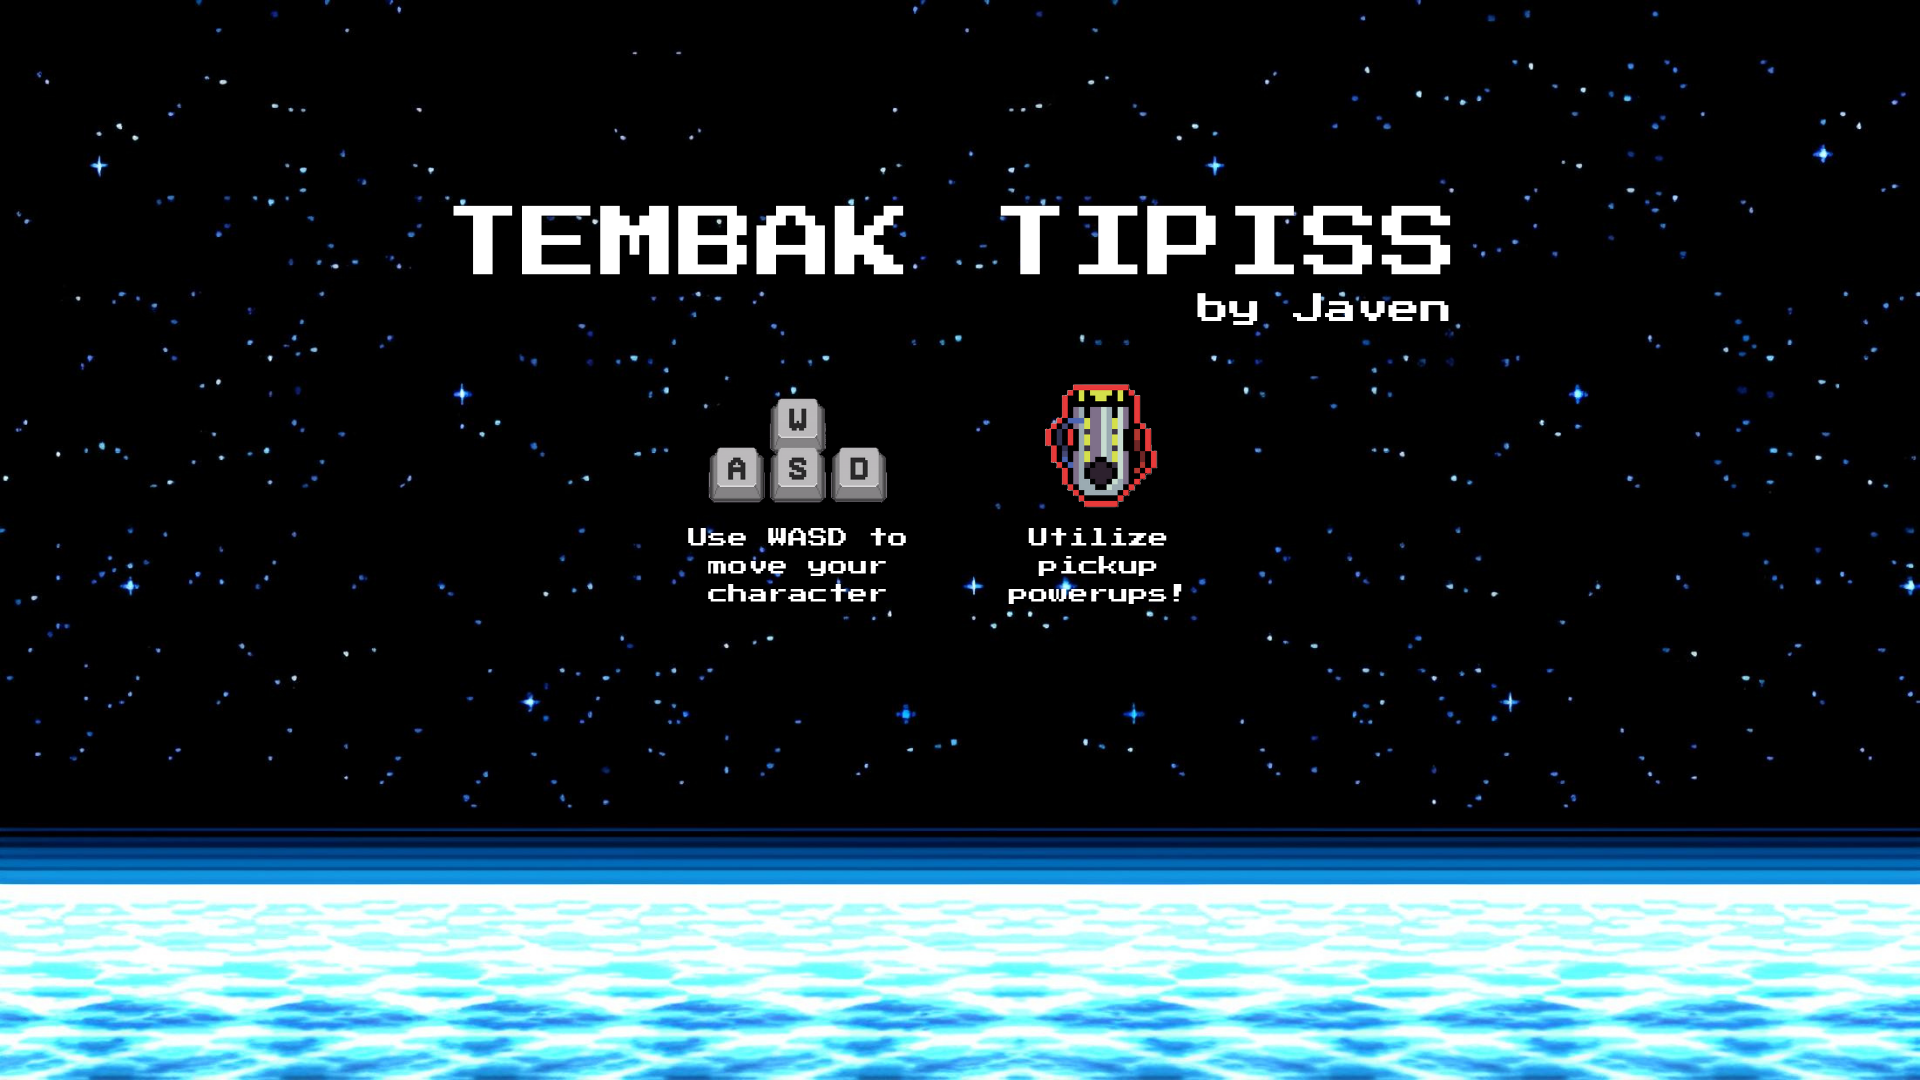 TEMBAK TIPISS
by Javen
W
A S D
Use WASD to
move your
character
Utilize
pickup
powerups!